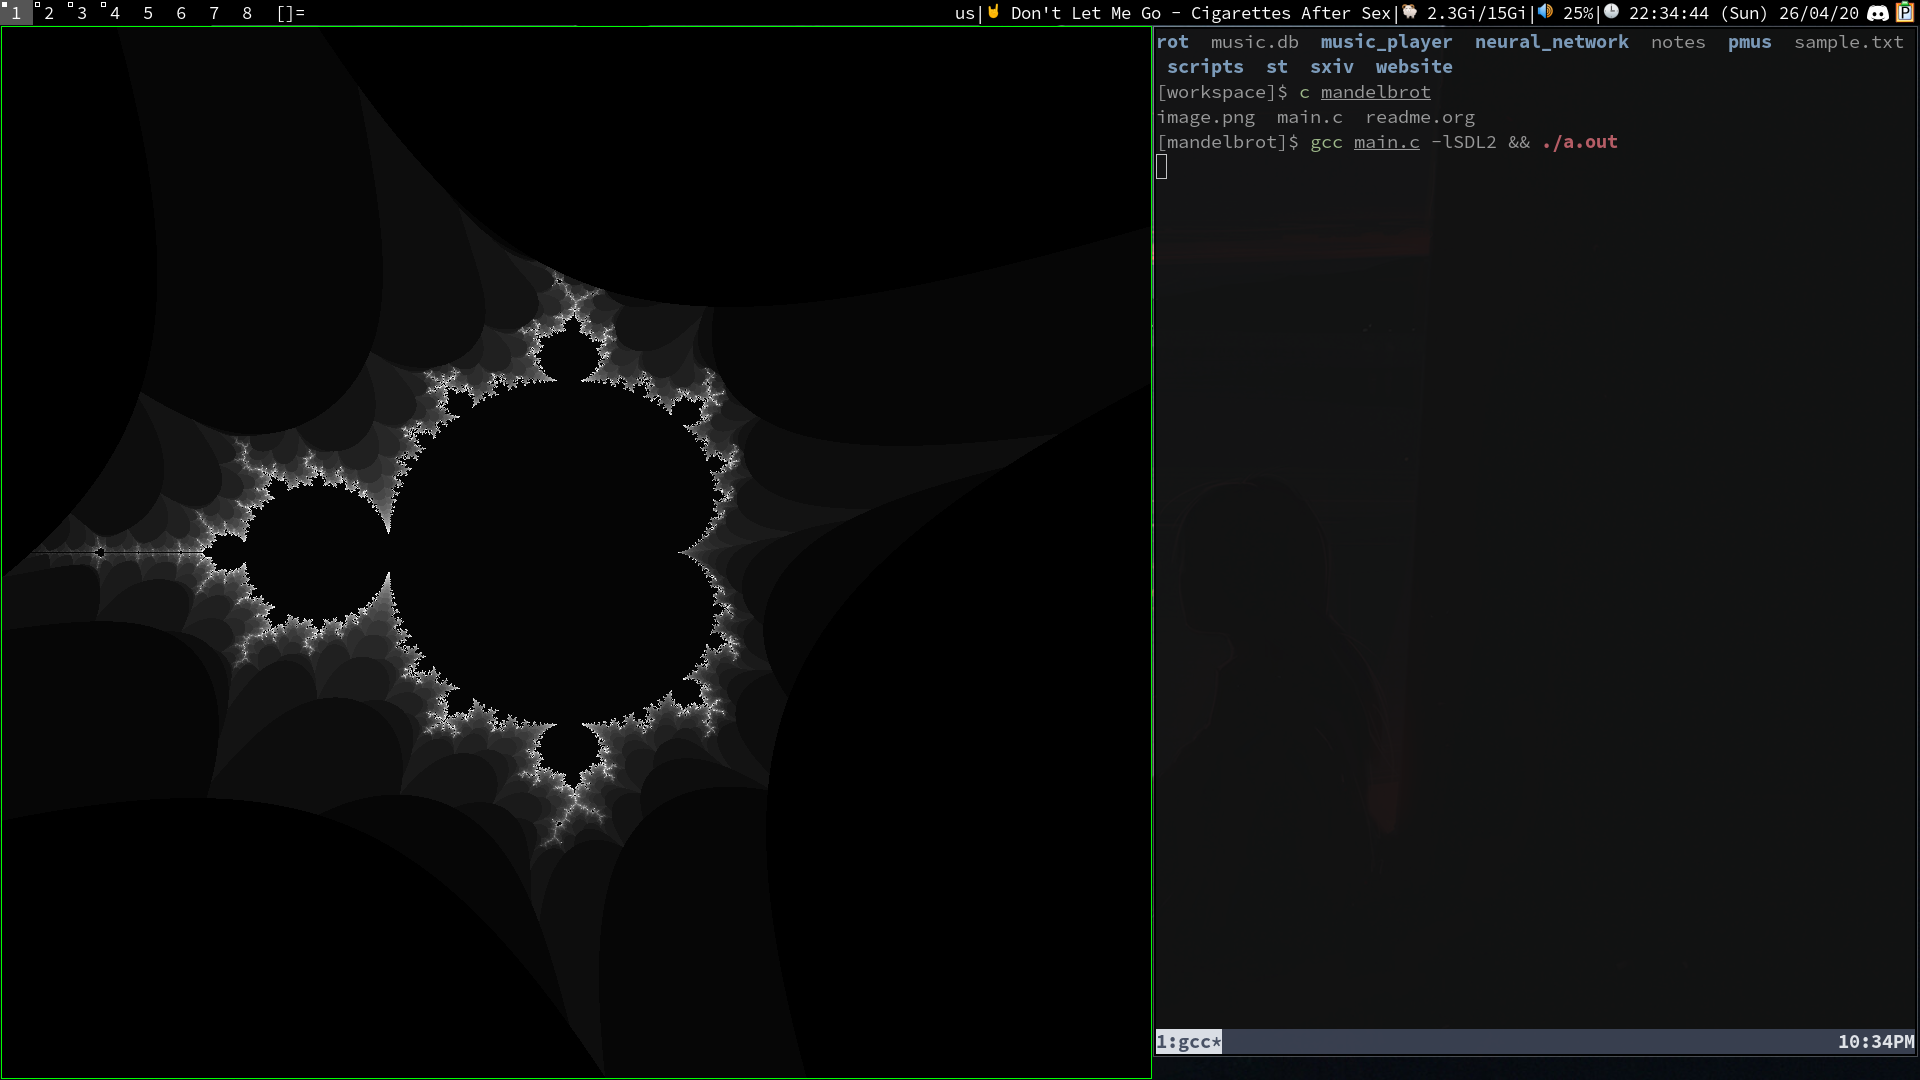 1 2 3 4 5 6 7 8 []= us| Don't Let Me Go - Cigarettes After Sex| 2.3Gi/15Gi| 25%| 22:34:44 (Sun) 26/04/20
rot music.db music_player neural_network notes pmus sample.txt
scripts st sxiv website
[workspace]$ c mandelbrot
image.png main.c readme.org
[mandelbrot]$ gcc main.c -lSDL2 && ./a.out
1:gcc* 10:34PM